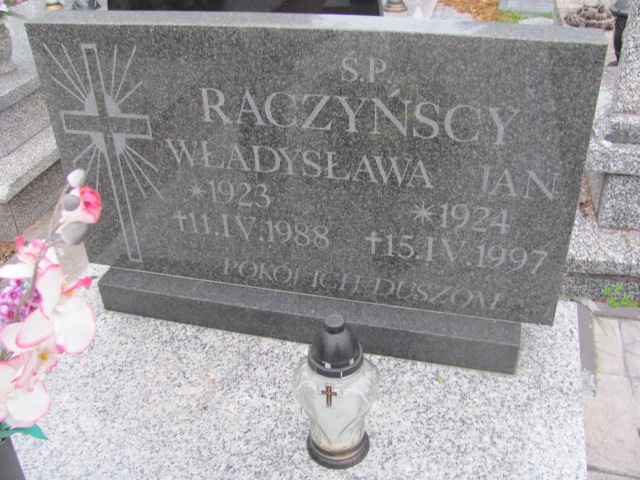 Ś.P.
RACZYŃSCY
WŁADYSŁAWA JAN
*1923 *1924
†11.IV.1988 †15.IV.1997
POKÓJ ICH DUSZOM